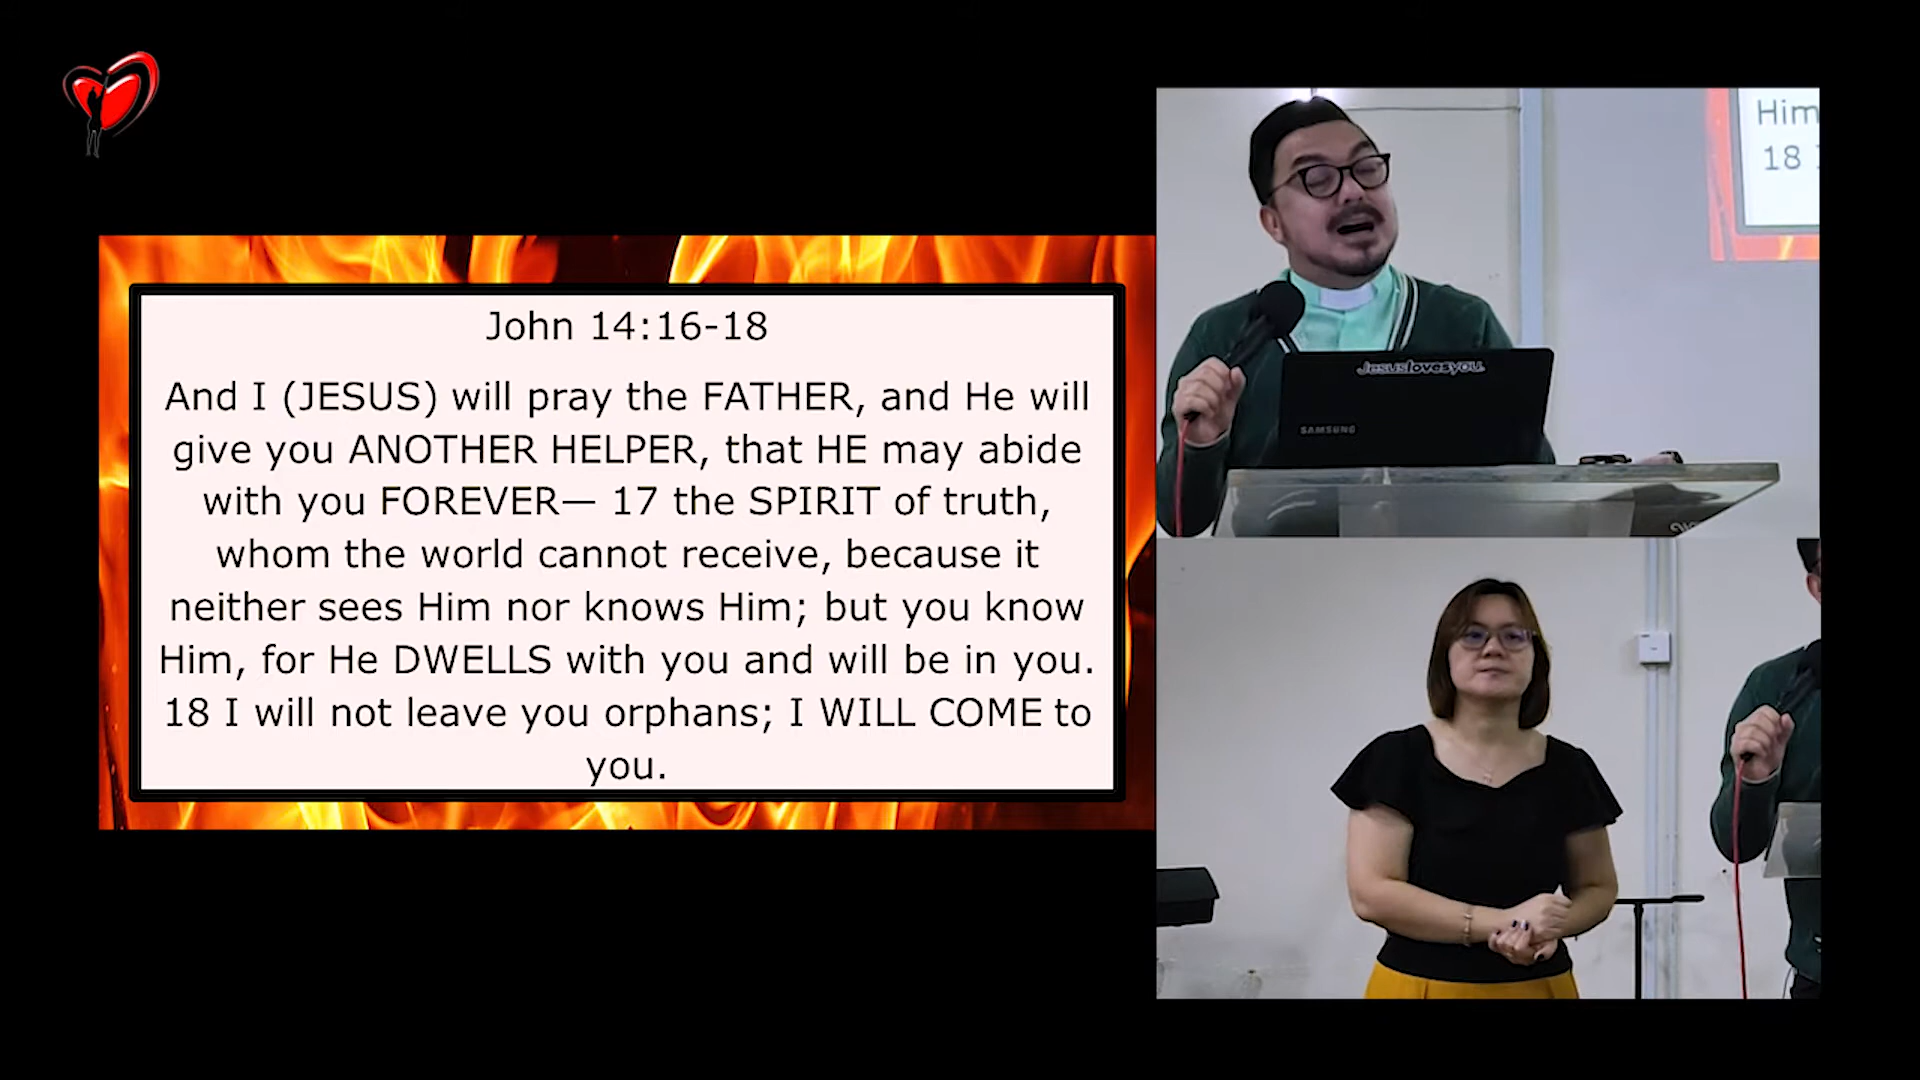 John 14:16-18
And I (JESUS) will pray the FATHER, and He will
give you ANOTHER HELPER, that HE may abide
with you FOREVER— 17 the SPIRIT of truth,
whom the world cannot receive, because it
neither sees Him nor knows Him; but you know
Him, for He DWELLS with you and will be in you.
18 I will not leave you orphans; I WILL COME to
you.
Him
18
Jesuslovesyou.
SAMSUNG